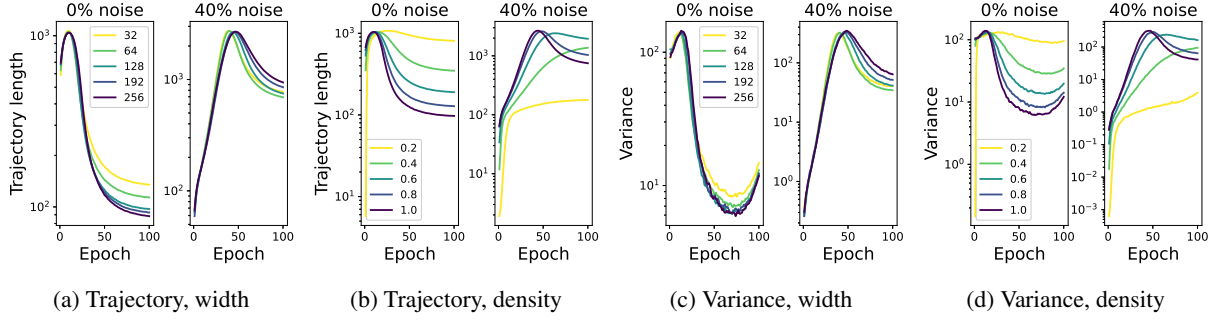 0% noise
40% noise
0% noise
40% noise
0% noise
40% noise
0% noise
40% noise
Trajectory length
10³
10²
32
64
128
192
256
0 50 100
Epoch
10³
10²
0 50 100
Epoch
Trajectory length
10³
10²
10¹
0.2
0.4
0.6
0.8
1.0
0 50 100
Epoch
10³
10²
10¹
0 50 100
Epoch
Variance
10²
10¹
32
64
128
192
256
0 50 100
Epoch
10²
10¹
10⁰
0 50 100
Epoch
Variance
10²
10¹
10⁰
0.2
0.4
0.6
0.8
1.0
0 50 100
Epoch
10²
10¹
10⁰
10⁻¹
10⁻²
10⁻³
0 50 100
Epoch
(a) Trajectory, width
(b) Trajectory, density
(c) Variance, width
(d) Variance, density